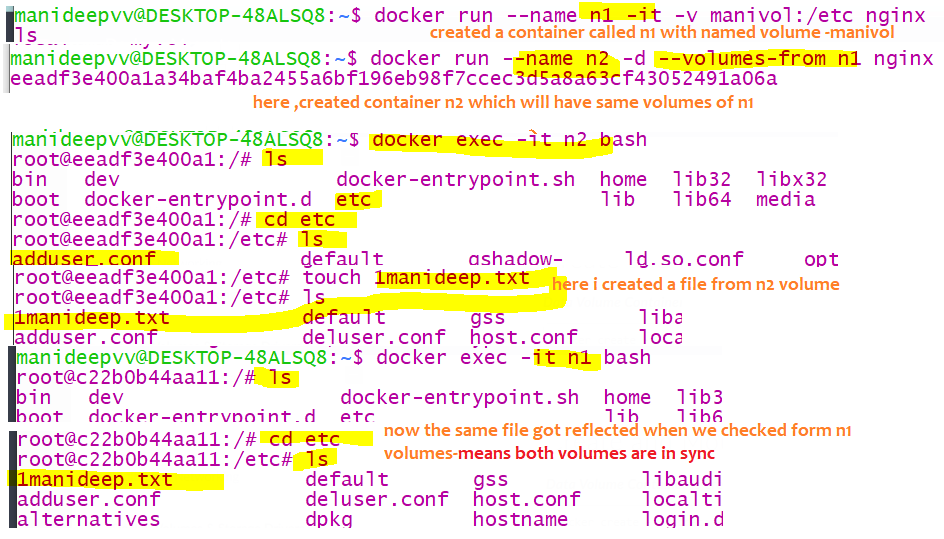 manideepvv@DESKTOP-48ALSQ8:~$ docker run --name n1 -it -v manivol:/etc nginx
ls
created a container called n1 with named volume -manivol
manideepvv@DESKTOP-48ALSQ8:~$ docker run --name n2 -d --volumes-from n1 nginx
eeadf3e400a1a34baf4ba2455a6bf196eb98f7ccec3d5a8a63cf43052491a06a
here ,created container n2 which will have same volumes of n1
manideepvv@DESKTOP-48ALSQ8:~$ docker exec -it n2 bash
root@eeadf3e400a1:/# ls
bin dev docker-entrypoint.sh home lib32 libx32
boot docker-entrypoint.d etc lib lib64 media
root@eeadf3e400a1:/# cd etc
root@eeadf3e400a1:/etc# ls
adduser.conf default gshadow- ld.so.conf opt
root@eeadf3e400a1:/etc# touch 1manideep.txt
here i created a file from n2 volume
root@eeadf3e400a1:/etc# ls
1manideep.txt default gss liba
adduser.conf deluser.conf host.conf loca
manideepvv@DESKTOP-48ALSQ8:~$ docker exec -it n1 bash
root@c22b0b44aa11:/# ls
bin dev docker-entrypoint.sh home lib3
boot docker-entrypoint.d etc lib lib6
root@c22b0b44aa11:/# cd etc
now the same file got reflected when we checked form n1
volumes-means both volumes are in sync
root@c22b0b44aa11:/etc# ls
1manideep.txt default gss libaudi
adduser.conf deluser.conf host.conf localti
alternatives dpkg hostname login.d